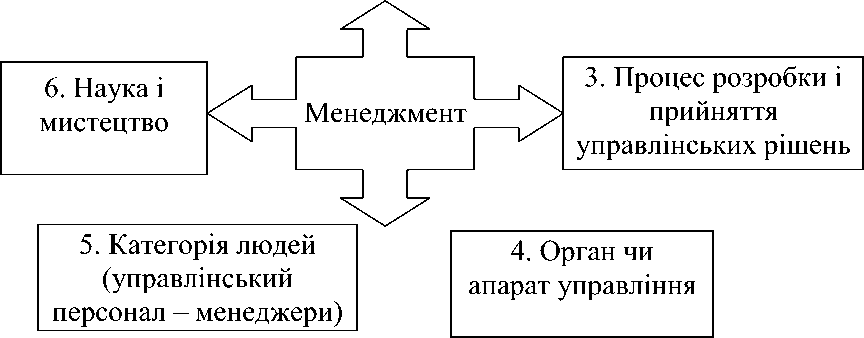 6. Наука і
мистецтво
Менеджмент
3. Процес розробки і
прийняття
управлінських рішень
5. Категорія людей
(управлінський
персонал – менеджери)
4. Орган чи
апарат управління